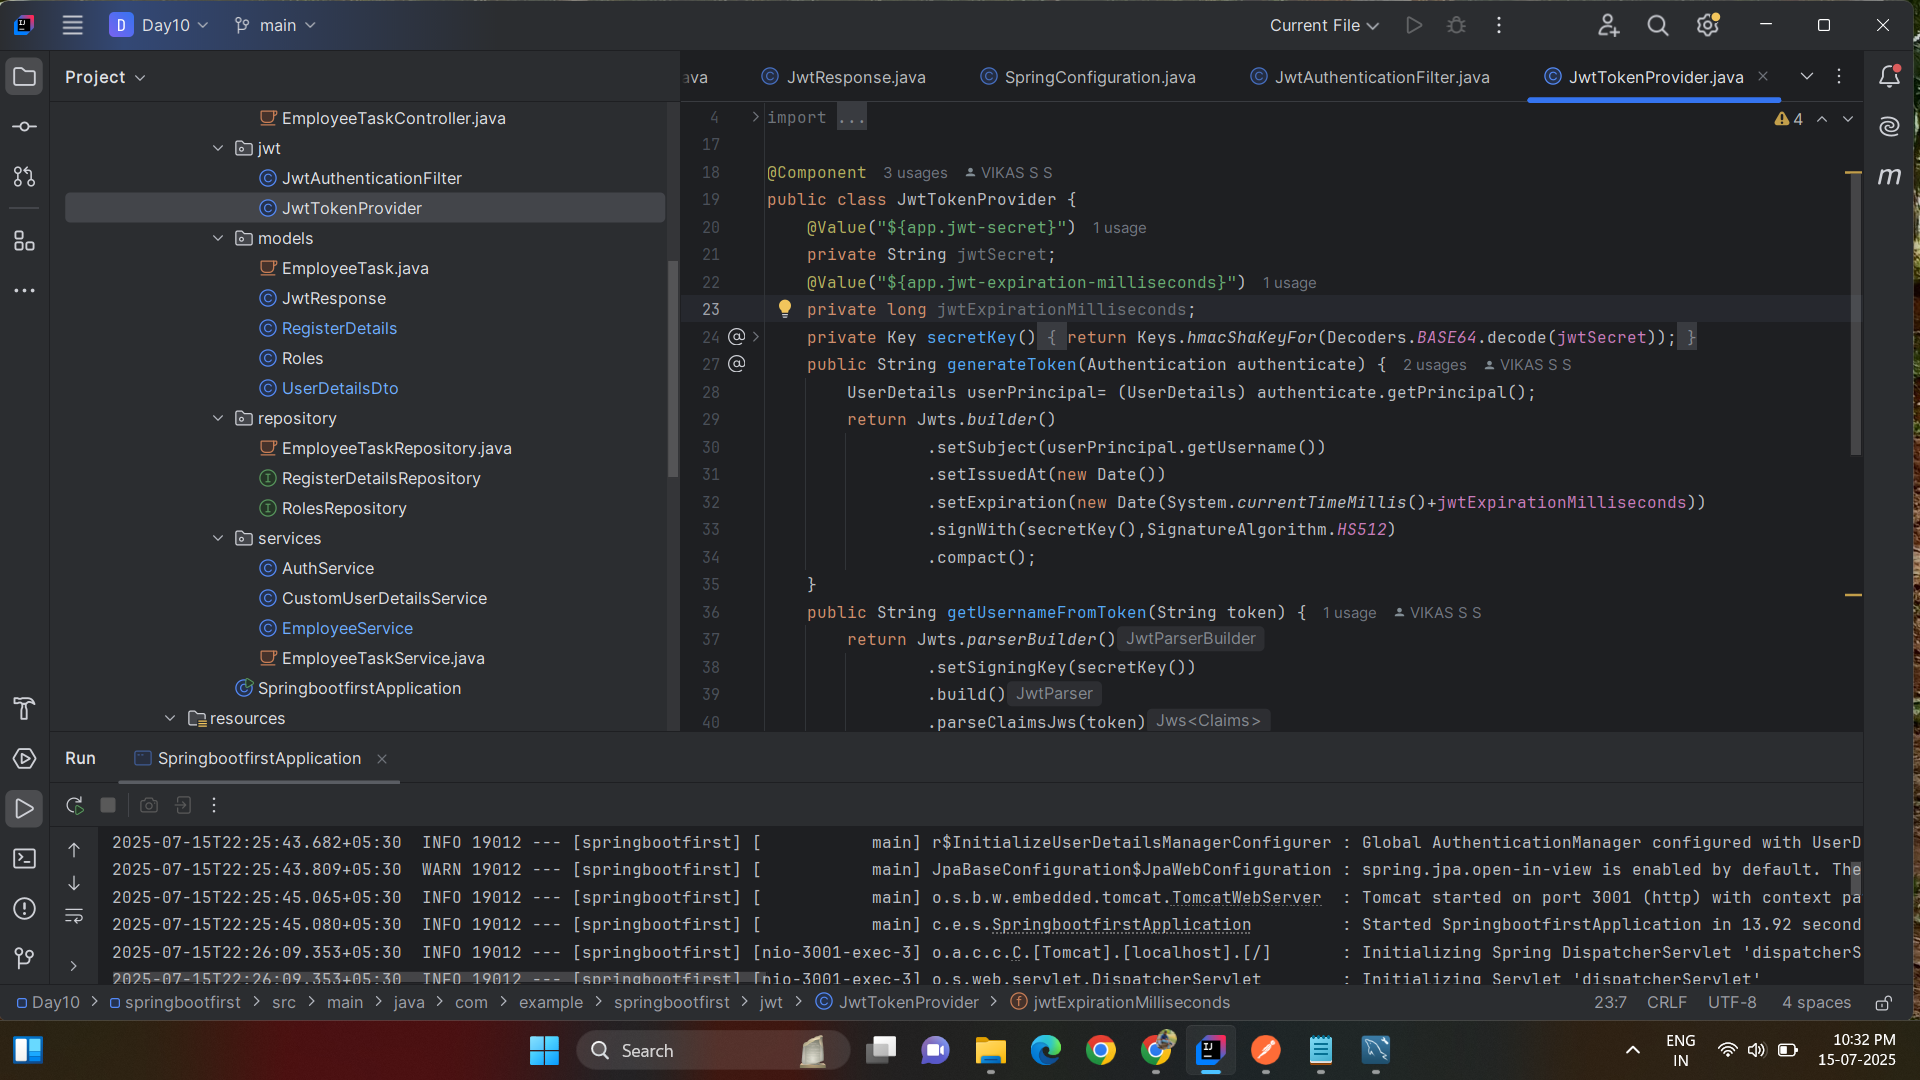 D Day10 main Current File
Project
ava JwtResponse.java SpringConfiguration.java JwtAuthenticationFilter.java JwtTokenProvider.java
EmployeeTaskController.java
jwt
JwtAuthenticationFilter
JwtTokenProvider
models
EmployeeTask.java
JwtResponse
RegisterDetails
Roles
UserDetailsDto
repository
EmployeeTaskRepository.java
RegisterDetailsRepository
RolesRepository
services
AuthService
CustomUserDetailsService
EmployeeService
EmployeeTaskService.java
SpringbootfirstApplication
resources
4 import ... 4
17
18 @Component 3 usages VIKAS S S
19 public class JwtTokenProvider {
20 @Value("${app.jwt-secret}") 1 usage
21 private String jwtSecret;
22 @Value("${app.jwt-expiration-milliseconds}") 1 usage
23 private long jwtExpirationMilliseconds;
24 private Key secretKey() { return Keys.hmacShaKeyFor(Decoders.BASE64.decode(jwtSecret)); }
27 public String generateToken(Authentication authenticate) { 2 usages VIKAS S S
28 UserDetails userPrincipal= (UserDetails) authenticate.getPrincipal();
29 return Jwts.builder()
30 .setSubject(userPrincipal.getUsername())
31 .setIssuedAt(new Date())
32 .setExpiration(new Date(System.currentTimeMillis()+jwtExpirationMilliseconds))
33 .signWith(secretKey(),SignatureAlgorithm.HS512)
34 .compact();
35 }
36 public String getUsernameFromToken(String token) { 1 usage VIKAS S S
37 return Jwts.parserBuilder() JwtParserBuilder
38 .setSigningKey(secretKey())
39 .build() JwtParser
40 .parseClaimsJws(token) Jws<Claims>
m
Run SpringbootfirstApplication
2025-07-15T22:25:43.682+05:30 INFO 19012 --- [springbootfirst] [ main] r$InitializeUserDetailsManagerConfigurer : Global AuthenticationManager configured with UserD
2025-07-15T22:25:43.809+05:30 WARN 19012 --- [springbootfirst] [ main] JpaBaseConfiguration$JpaWebConfiguration : spring.jpa.open-in-view is enabled by default. The
2025-07-15T22:25:45.065+05:30 INFO 19012 --- [springbootfirst] [ main] o.s.b.w.embedded.tomcat.TomcatWebServer : Tomcat started on port 3001 (http) with context pa
2025-07-15T22:25:45.080+05:30 INFO 19012 --- [springbootfirst] [ main] c.e.s.SpringbootfirstApplication : Started SpringbootfirstApplication in 13.92 second
2025-07-15T22:26:09.353+05:30 INFO 19012 --- [springbootfirst] [nio-3001-exec-3] o.a.c.c.C.[Tomcat].[localhost].[/] : Initializing Spring DispatcherServlet 'dispatcherS
2025-07-15T22:26:09.353+05:30 INFO 19012 --- [springbootfirst] [nio-3001-exec-3] o.s.web.servlet.DispatcherServlet : Initializing Servlet 'dispatcherServlet'
Day10 > springbootfirst > src > main > java > com > example > springbootfirst > jwt > JwtTokenProvider > jwtExpirationMilliseconds 23:7 CRLF UTF-8 4 spaces
Search
ENG
IN
10:32 PM
15-07-2025